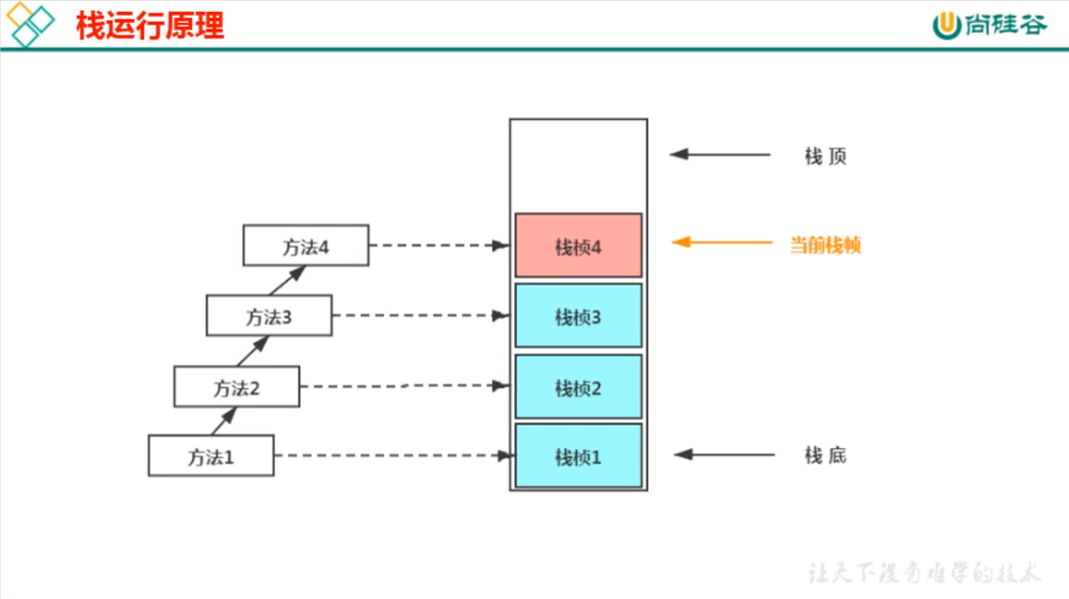 栈运行原理
尚硅谷
栈 顶
方法4
栈桢4
当前栈帧
方法3
栈桢3
方法2
栈桢2
方法1
栈桢1
栈 底
让天下没有难学的技术